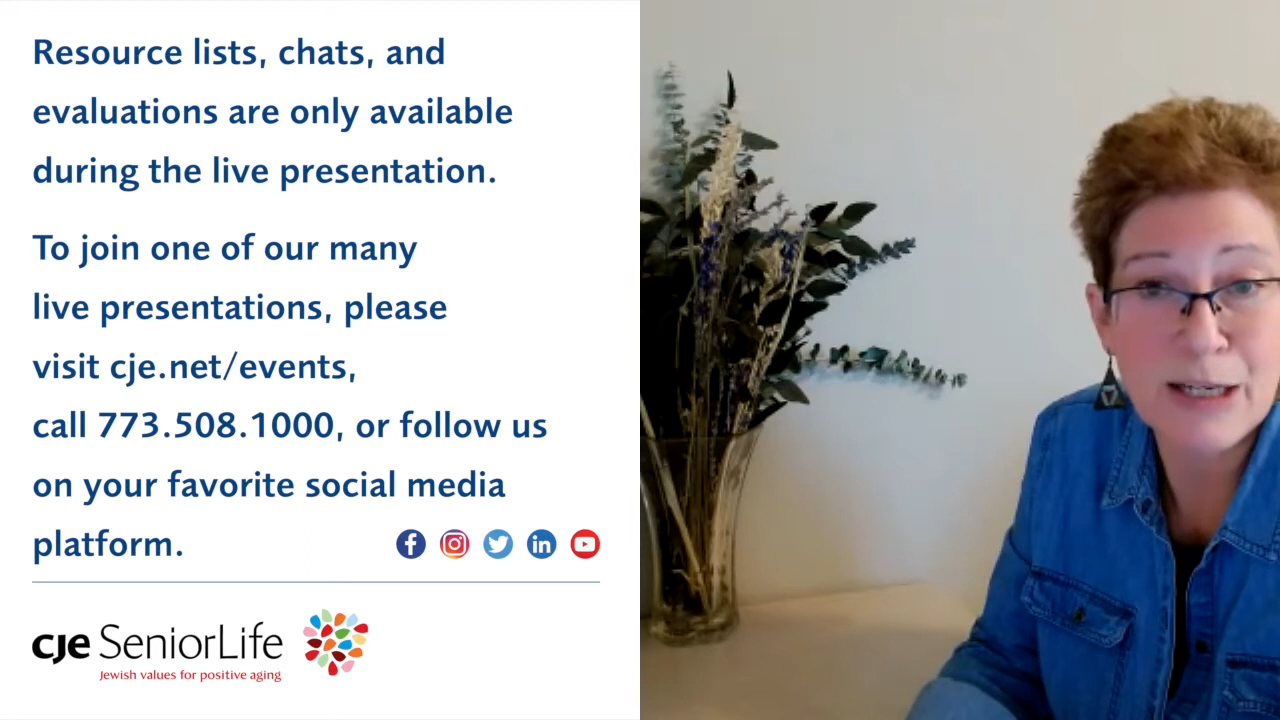 Resource lists, chats, and
evaluations are only available
during the live presentation.
To join one of our many
live presentations, please
visit cje.net/events,
call 773.508.1000, or follow us
on your favorite social media
platform.
cje SeniorLife
Jewish values for positive aging